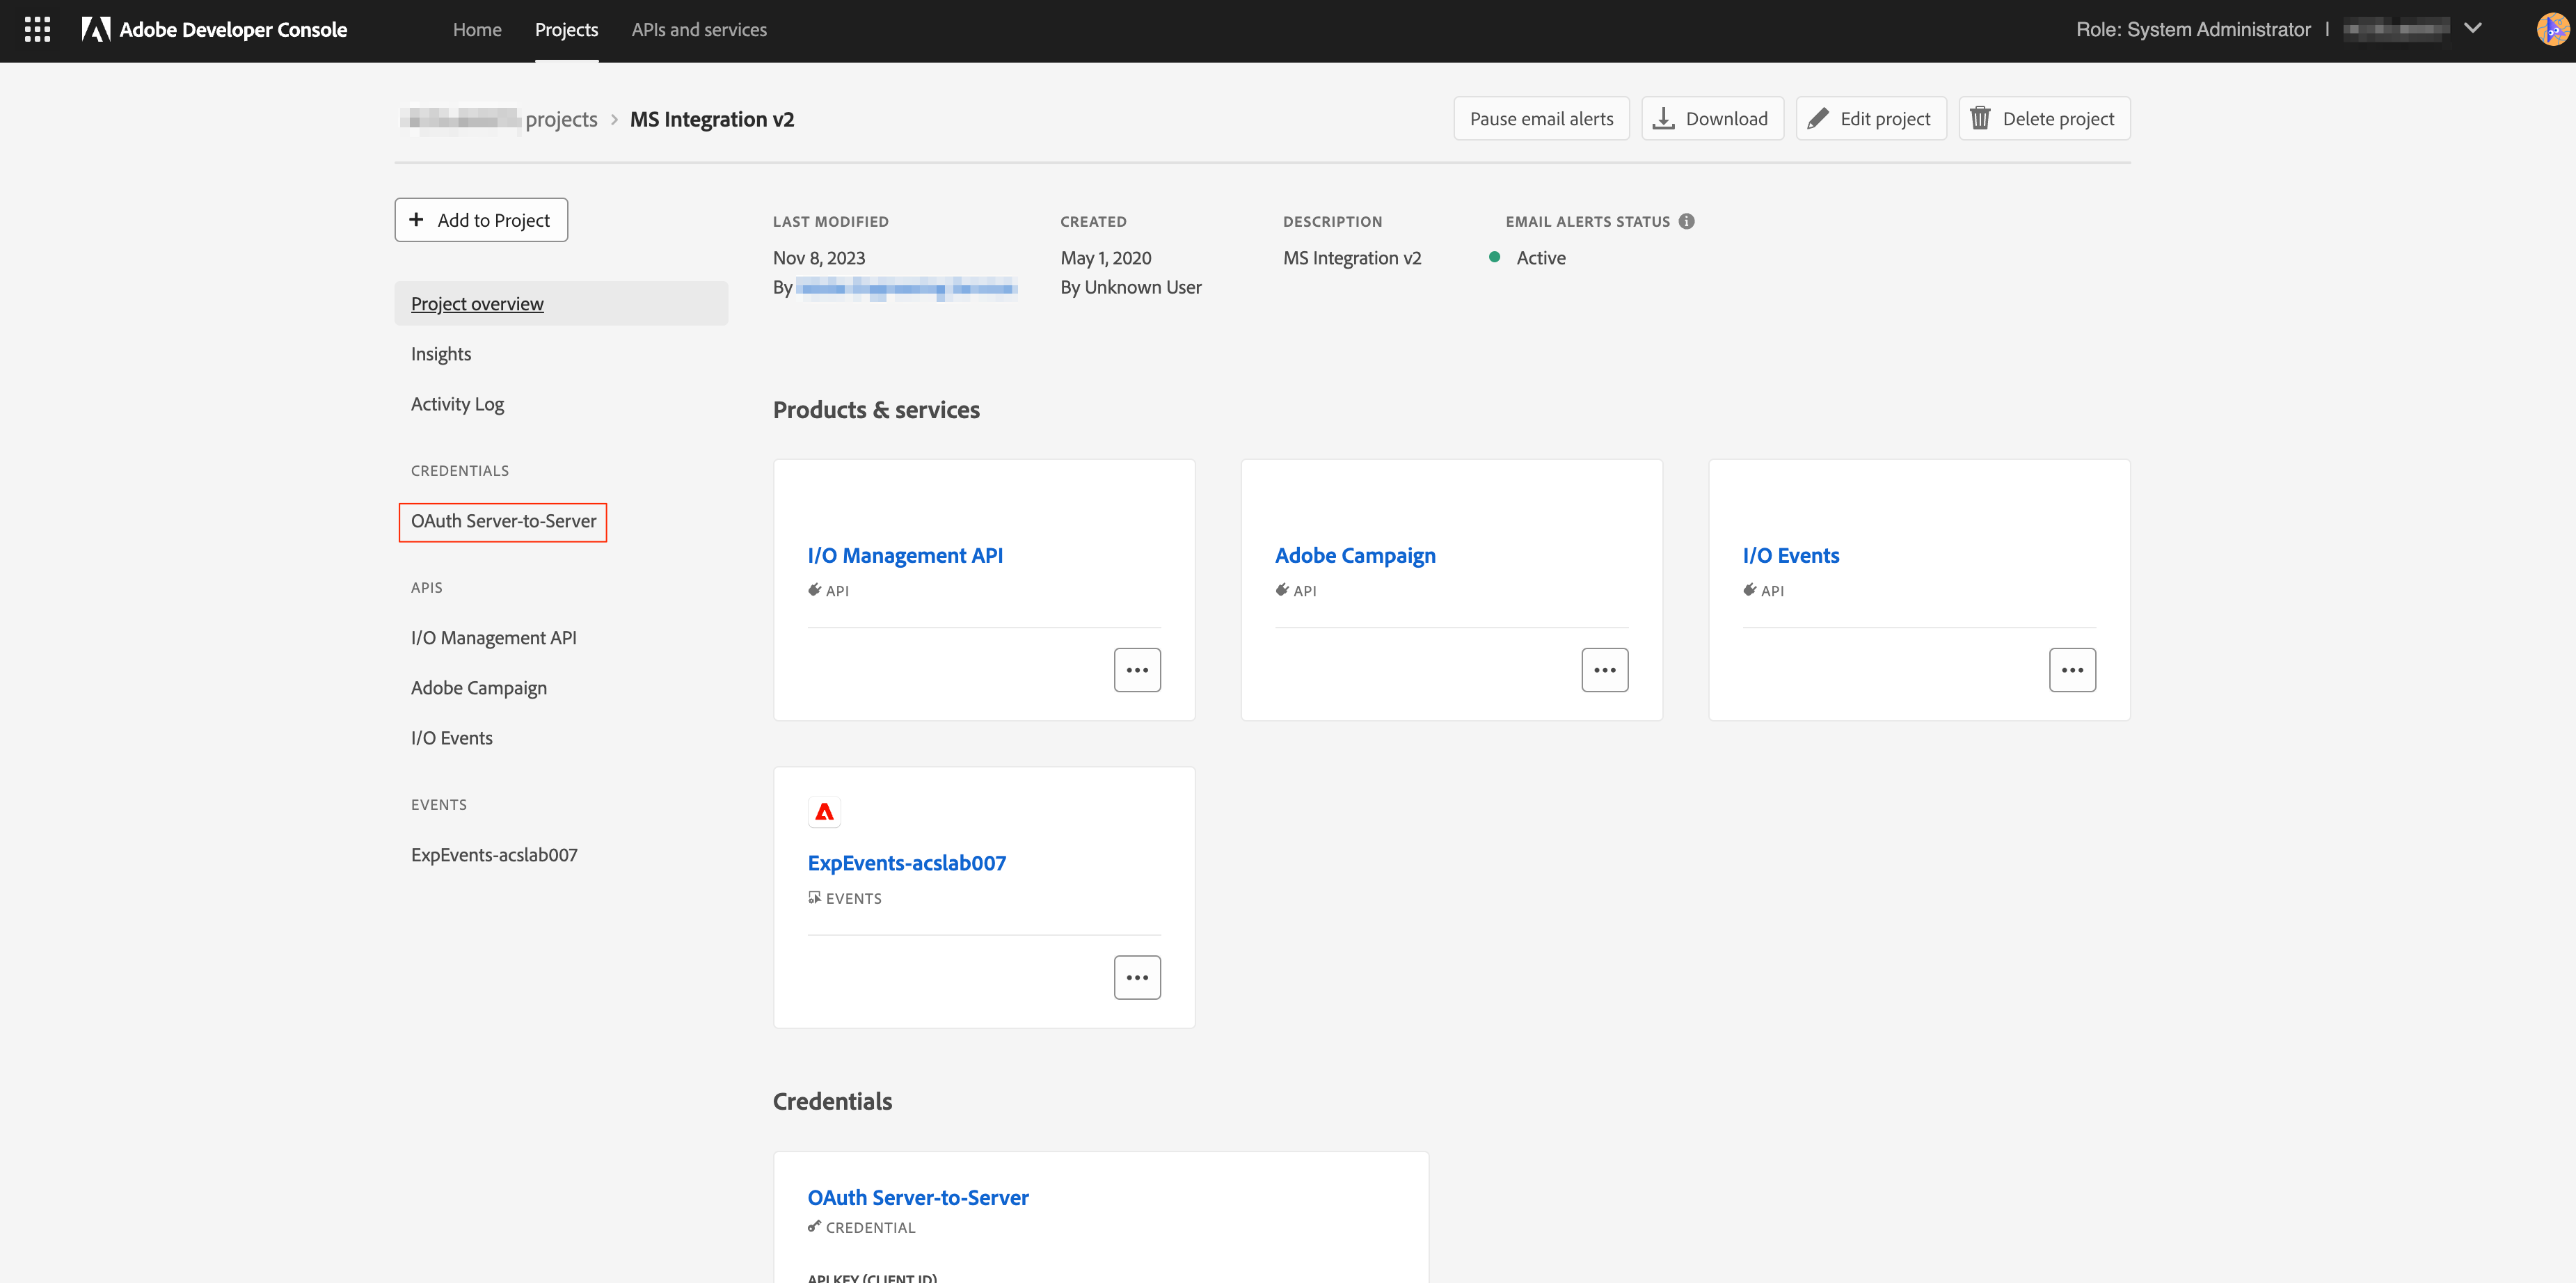 Adobe Developer Console
Home
Projects
APIs and services
Role: System Administrator |
projects > MS Integration v2
Pause email alerts
Download
Edit project
Delete project
+ Add to Project
LAST MODIFIED
Nov 8, 2023
By
CREATED
May 1, 2020
By Unknown User
DESCRIPTION
MS Integration v2
EMAIL ALERTS STATUS
Active
Project overview
Insights
Activity Log
CREDENTIALS
OAuth Server-to-Server
APIS
I/O Management API
Adobe Campaign
I/O Events
EVENTS
ExpEvents-acslab007
Products & services
I/O Management API
API
Adobe Campaign
API
I/O Events
API
ExpEvents-acslab007
EVENTS
Credentials
OAuth Server-to-Server
CREDENTIAL
API KEY (CLIENT ID)